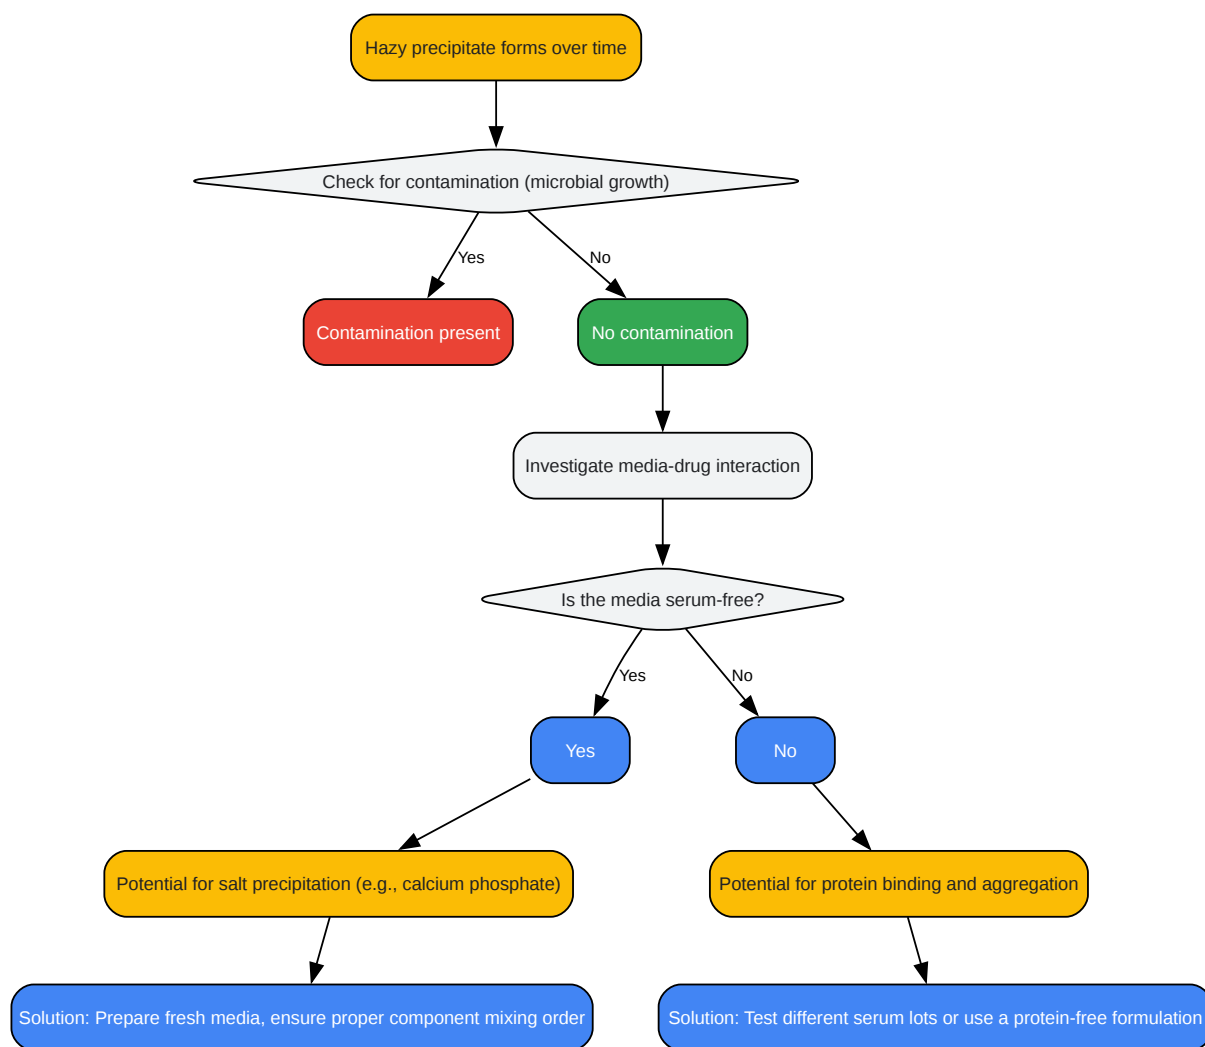 Hazy precipitate forms over time
Check for contamination (microbial growth)
Yes
No
Contamination present
No contamination
Investigate media-drug interaction
Is the media serum-free?
Yes
No
Yes
No
Potential for salt precipitation (e.g., calcium phosphate)
Potential for protein binding and aggregation
Solution: Prepare fresh media, ensure proper component mixing order
Solution: Test different serum lots or use a protein-free formulation